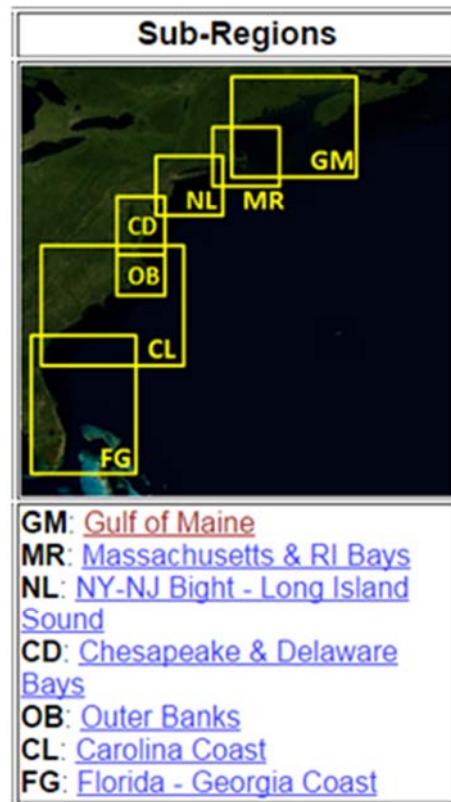 Sub-Regions
GM
NL
MR
CD
OB
CL
FG
GM: Gulf of Maine
MR: Massachusetts & RI Bays
NL: NY-NJ Bight - Long Island
Sound
CD: Chesapeake & Delaware
Bays
OB: Outer Banks
CL: Carolina Coast
FG: Florida - Georgia Coast